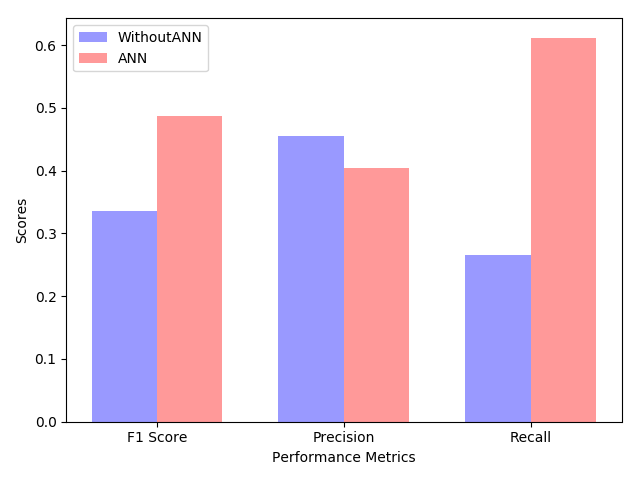 WithoutANN
ANN
0.6
0.5
0.4
0.3
0.2
0.1
0.0
Scores
F1 Score
Precision
Recall
Performance Metrics